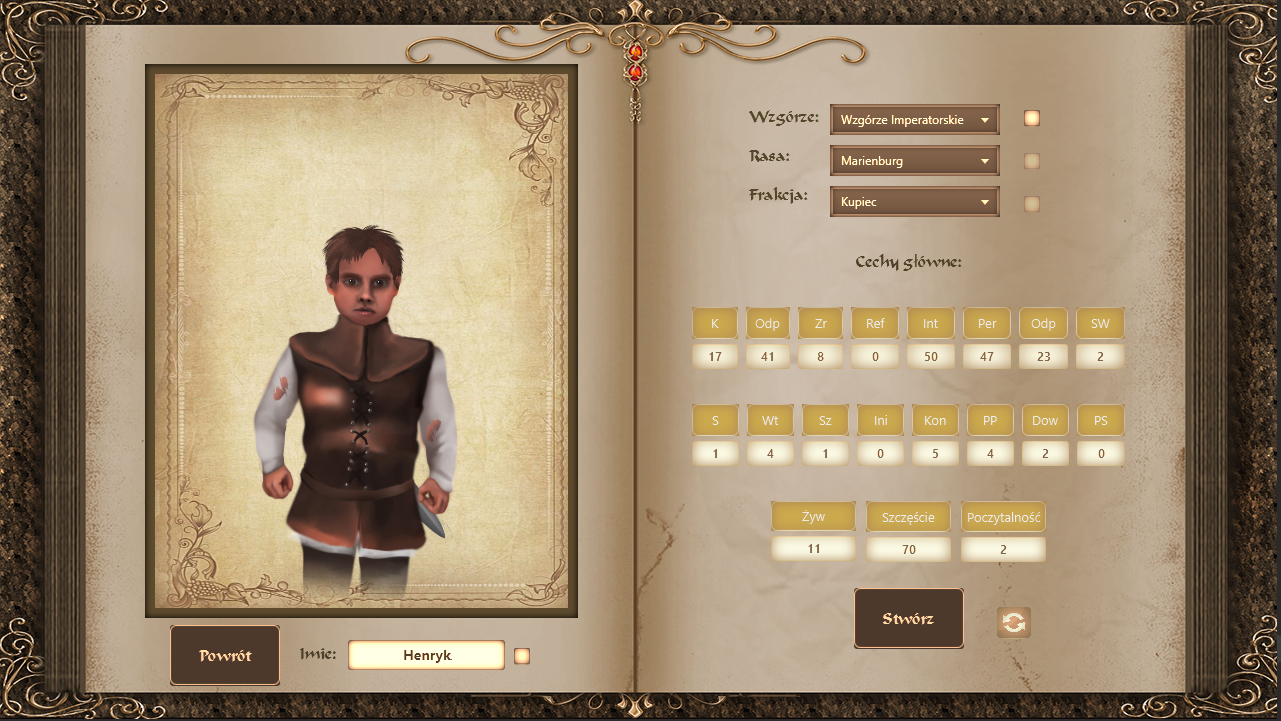 Wzgórze: Wzgórze Imperatorskie
Rasa: Marienburg
Frakcja: Kupiec
Cechy główne:
K Odp Zr Ref Int Per Odp SW
17 41 8 0 50 47 23 2
S Wt Sz Ini Kon PP Dow PS
1 4 1 0 5 4 2 0
Żyw Szczęście Poczytalność
11 70 2
Stwórz
Powrót Imie: Henryk